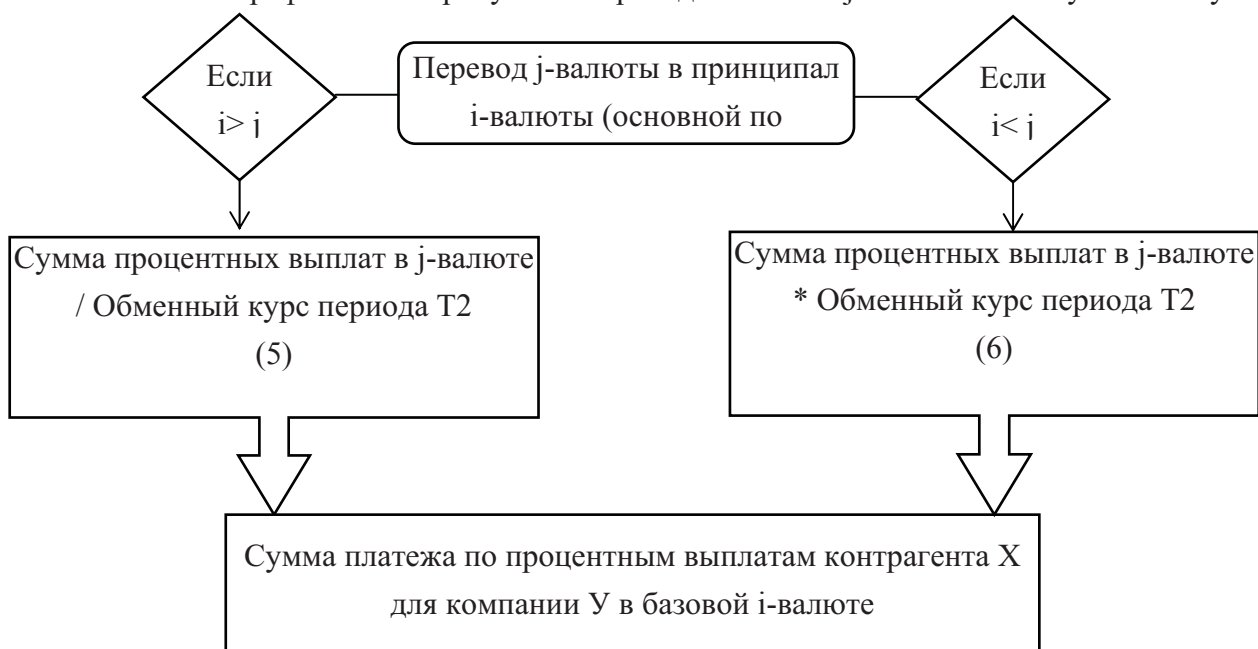 Если
i> j
Перевод j-валюты в принципал
i-валюты (основной по
Если
i< j
Сумма процентных выплат в j-валюте
/ Обменный курс периода Т2
(5)
Сумма процентных выплат в j-валюте
* Обменный курс периода Т2
(6)
Сумма платежа по процентным выплатам контрагента Х
для компании У в базовой i-валюте